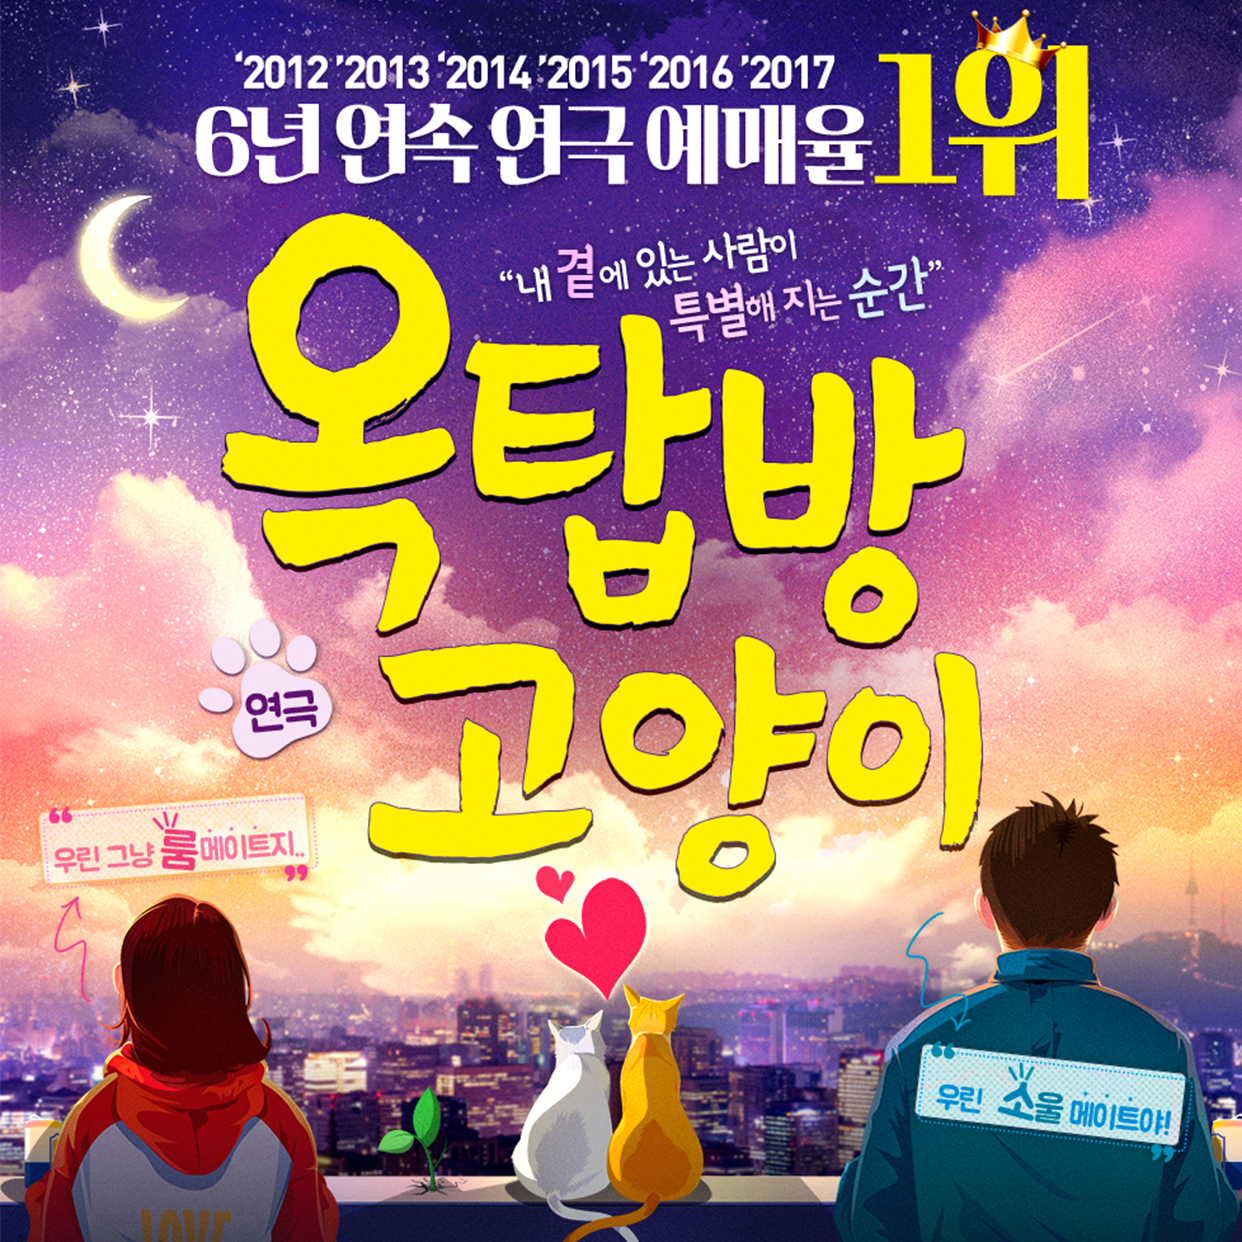 ‘2012 ’2013 ‘2014 ’2015 ‘2016 ’2017
6년 연속 연극 예매율 1위
“내 곁에 있는 사람이
특별해 지는 순간”
옥탑방
고양이
연극
“우린 그냥 룸메이트지..”
“우린 소울 메이트야!”
LOVE